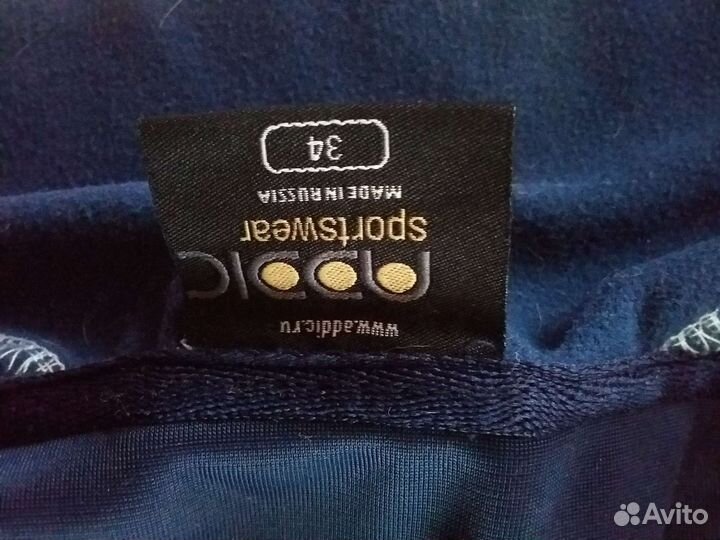 www.addic.ru
ADDIC
sportswear
MADE IN RUSSIA
34
Avito